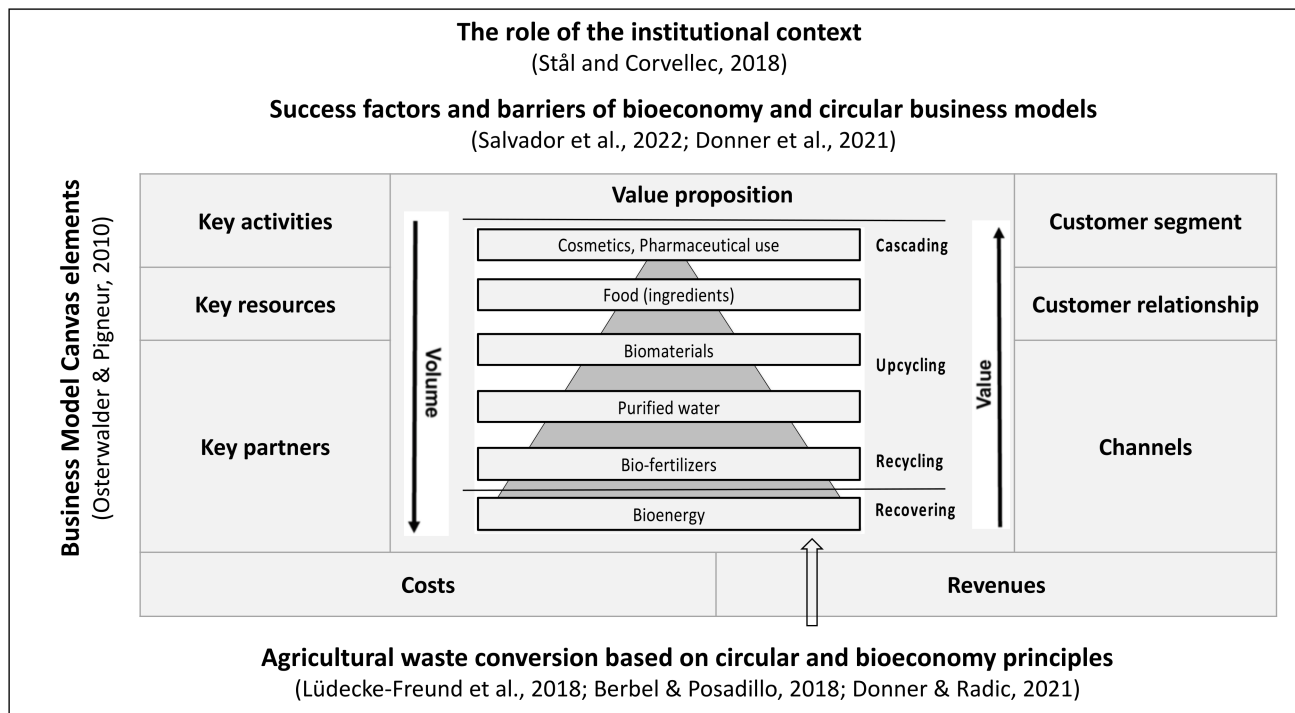 The role of the institutional context
(Stål and Corvellec, 2018)
Success factors and barriers of bioeconomy and circular business models
(Salvador et al., 2022; Donner et al., 2021)
Business Model Canvas elements
(Osterwalder & Pigneur, 2010)
Key activities
Key resources
Key partners
Value proposition
Volume
Cosmetics, Pharmaceutical use
Food (ingredients)
Biomaterials
Purified water
Bio-fertilizers
Bioenergy
Cascading
Upcycling
Recycling
Recovering
Value
Customer segment
Customer relationship
Channels
Costs
Revenues
Agricultural waste conversion based on circular and bioeconomy principles
(Lüdecke-Freund et al., 2018; Berbel & Posadillo, 2018; Donner & Radic, 2021)